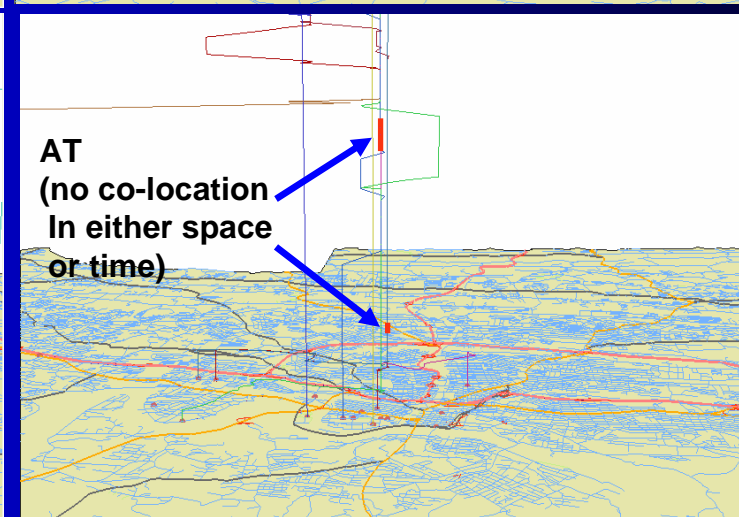 AT
(no co-location
In either space
or time)